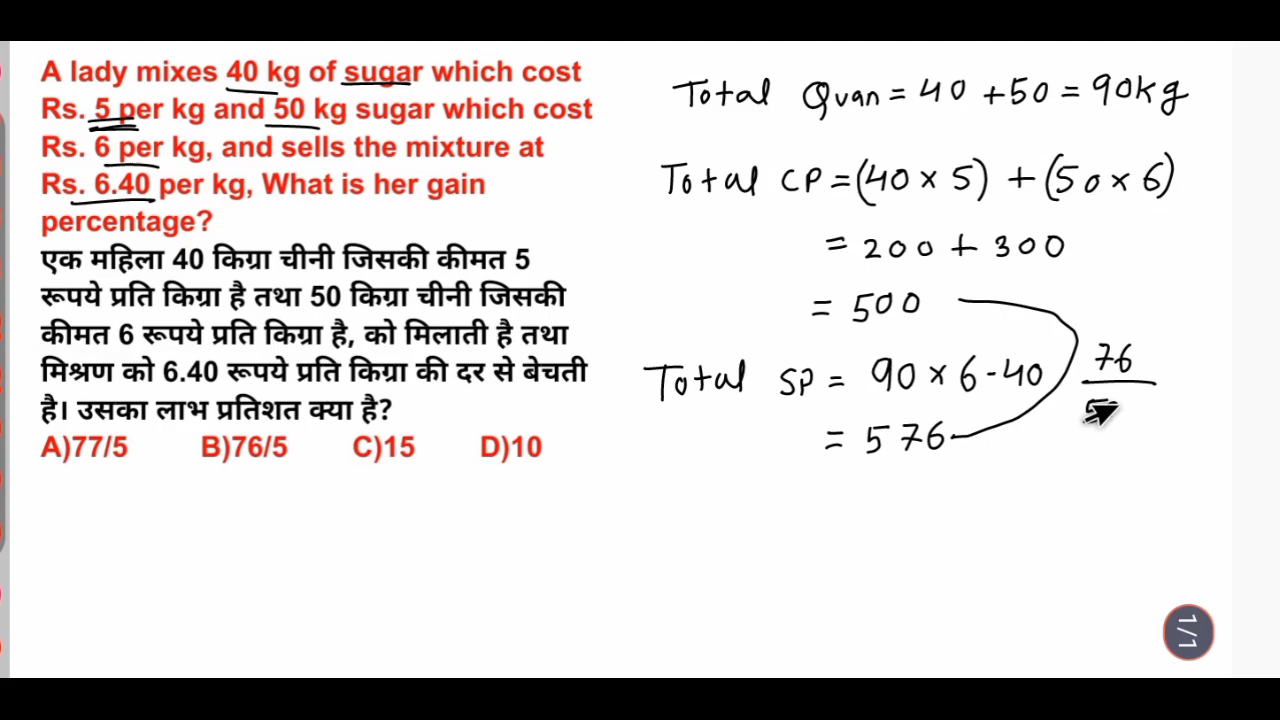 A lady mixes 40 kg of sugar which cost
Rs. 5 per kg and 50 kg sugar which cost
Rs. 6 per kg, and sells the mixture at
Rs. 6.40 per kg, What is her gain
percentage?
एक महिला 40 किग्रा चीनी जिसकी कीमत 5
रूपये प्रति किग्रा है तथा 50 किग्रा चीनी जिसकी
कीमत 6 रूपये प्रति किग्रा है, को मिलाती है तथा
मिश्रण को 6.40 रूपये प्रति किग्रा की दर से बेचती
है। उसका लाभ प्रतिशत क्या है?
A)77/5 B)76/5 C)15 D)10
Total Quan = 40 + 50 = 90kg
Total CP = (40 × 5) + (50 × 6)
= 200 + 300
= 500
Total SP = 90 × 6-40
= 576
76
1/1